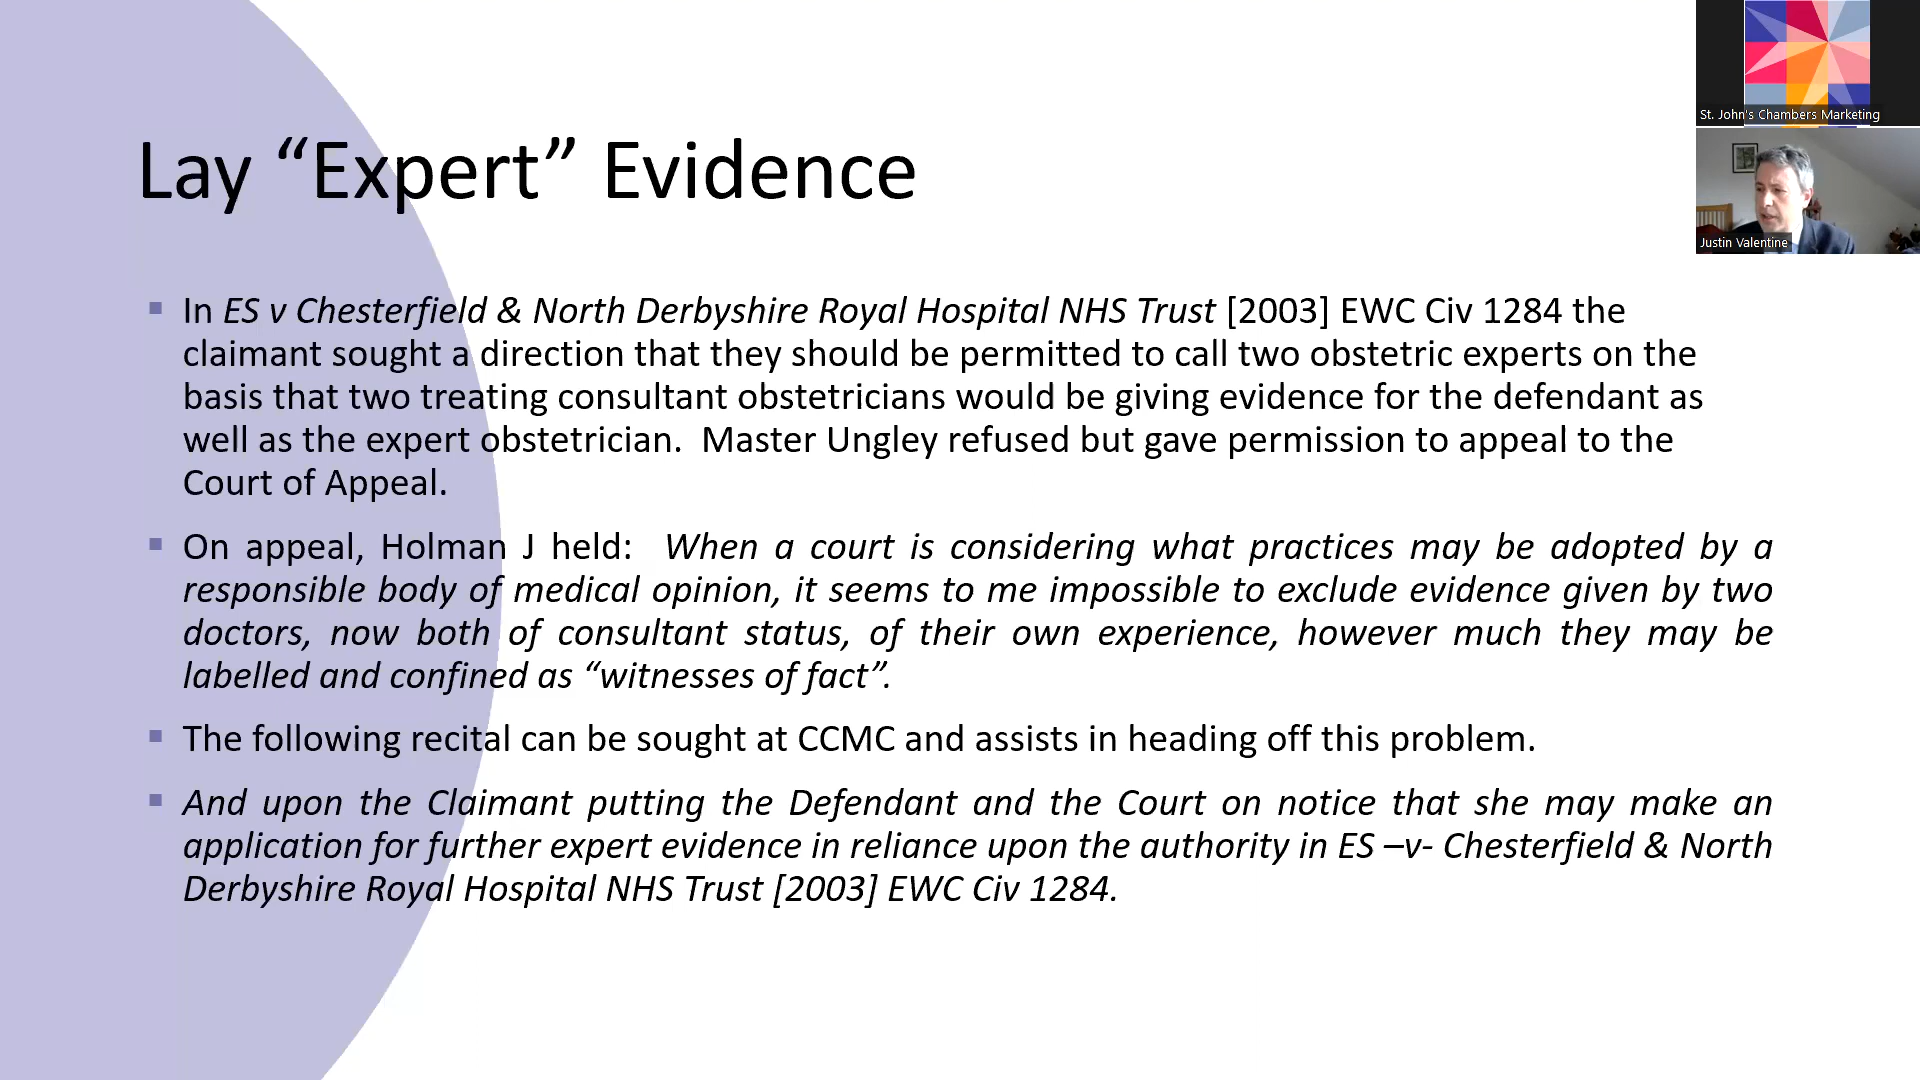 St. John's Chambers Marketing
Justin Valentine
Lay “Expert” Evidence
In ES v Chesterfield & North Derbyshire Royal Hospital NHS Trust [2003] EWC Civ 1284 the
claimant sought a direction that they should be permitted to call two obstetric experts on the
basis that two treating consultant obstetricians would be giving evidence for the defendant as
well as the expert obstetrician.  Master Ungley refused but gave permission to appeal to the
Court of Appeal.
On appeal, Holman J held:  When a court is considering what practices may be adopted by a
responsible body of medical opinion, it seems to me impossible to exclude evidence given by two
doctors, now both of consultant status, of their own experience, however much they may be
labelled and confined as “witnesses of fact”.
The following recital can be sought at CCMC and assists in heading off this problem.
And upon the Claimant putting the Defendant and the Court on notice that she may make an
application for further expert evidence in reliance upon the authority in ES –v- Chesterfield & North
Derbyshire Royal Hospital NHS Trust [2003] EWC Civ 1284.